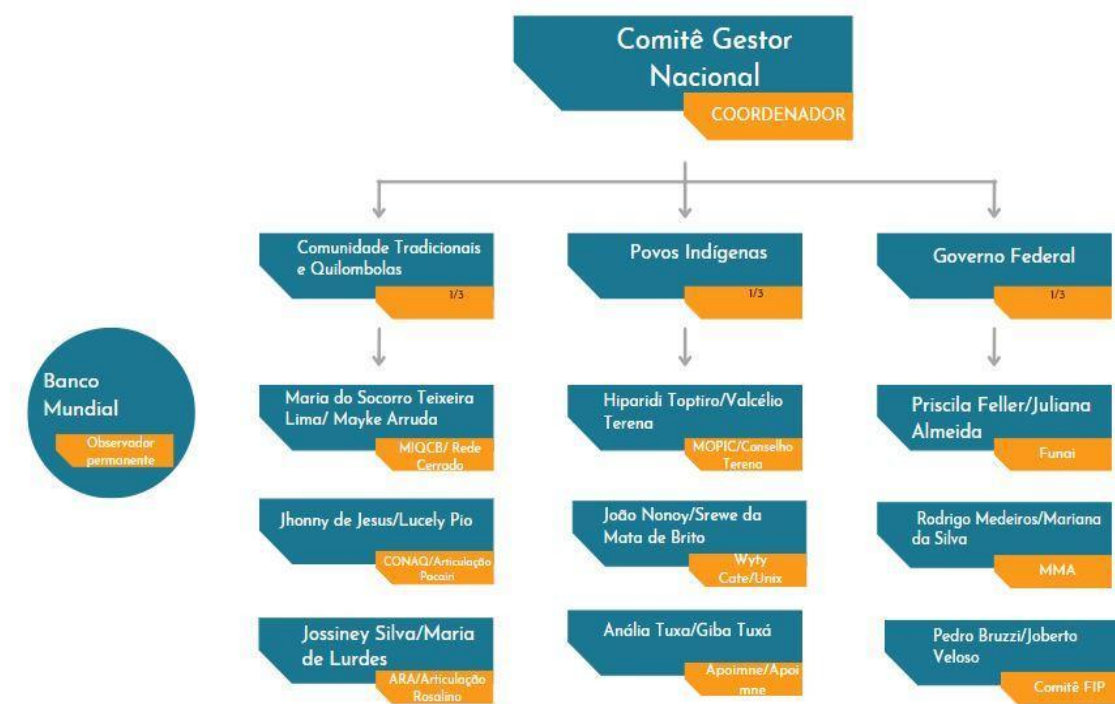 Comitê Gestor
Nacional
COORDENADOR
Comunidade Tradicionais
e Quilombolas
1/3
Povos Indígenas
1/3
Governo Federal
1/3
Banco
Mundial
Observador
permanente
Maria do Socorro Teixeira
Lima/ Mayke Arruda
MIQCB/ Rede
Cerrado
Hiparidi Toptiro/Valcélio
Terena
MOPIC/Conselho
Terena
Priscila Feller/Juliana
Almeida
Funai
Jhonny de Jesus/Lucely Pio
CONAQ/Articulação
Pacari
João Nonoy/Srewe da
Mata de Brito
Wyty
Cate/Unix
Rodrigo Medeiros/Mariana
da Silva
MMA
Jossiney Silva/Maria
de Lurdes
ARA/Articulação
Rosalino
Anália Tuxa/Giba Tuxá
Apoimne/Apoi
mne
Pedro Bruzzi/Joberto
Veloso
Comitê FIP